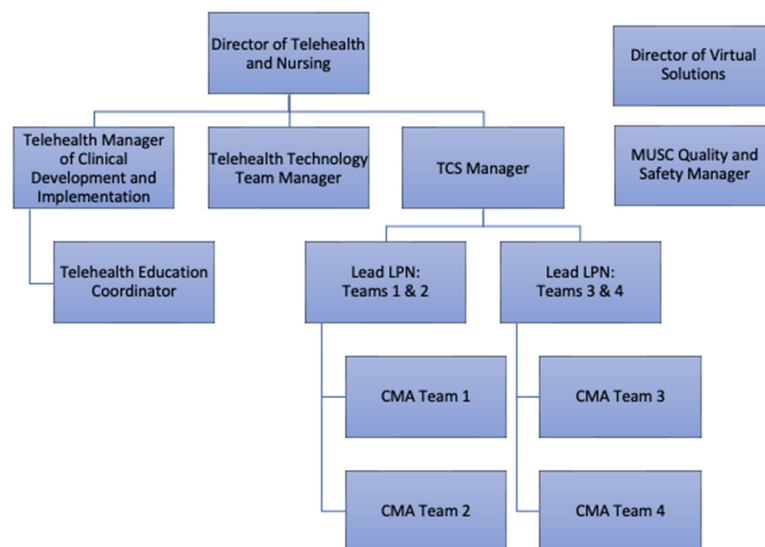 Director of Telehealth
and Nursing
Director of Virtual
Solutions
Telehealth Manager
of Clinical
Development and
Implementation
Telehealth Technology
Team Manager
TCS Manager
MUSC Quality and
Safety Manager
Telehealth Education
Coordinator
Lead LPN:
Teams 1 & 2
Lead LPN:
Teams 3 & 4
CMA Team 1
CMA Team 3
CMA Team 2
CMA Team 4